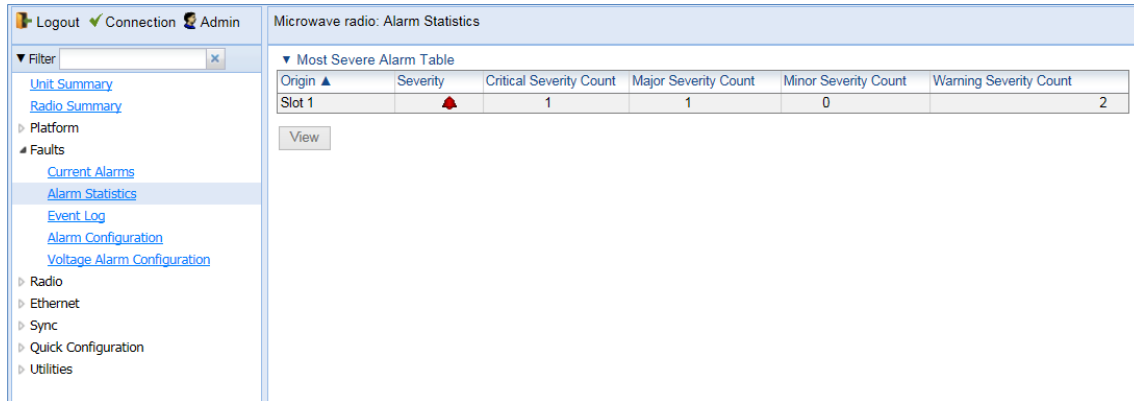 Logout Connection Admin
Microwave radio: Alarm Statistics
▼ Filter
Unit Summary
Radio Summary
Platform
Faults
Current Alarms
Alarm Statistics
Event Log
Alarm Configuration
Voltage Alarm Configuration
Radio
Ethernet
Sync
Quick Configuration
Utilities
▼ Most Severe Alarm Table
Origin ▲ Severity Critical Severity Count Major Severity Count Minor Severity Count Warning Severity Count
Slot 1 1 1 0 2
View